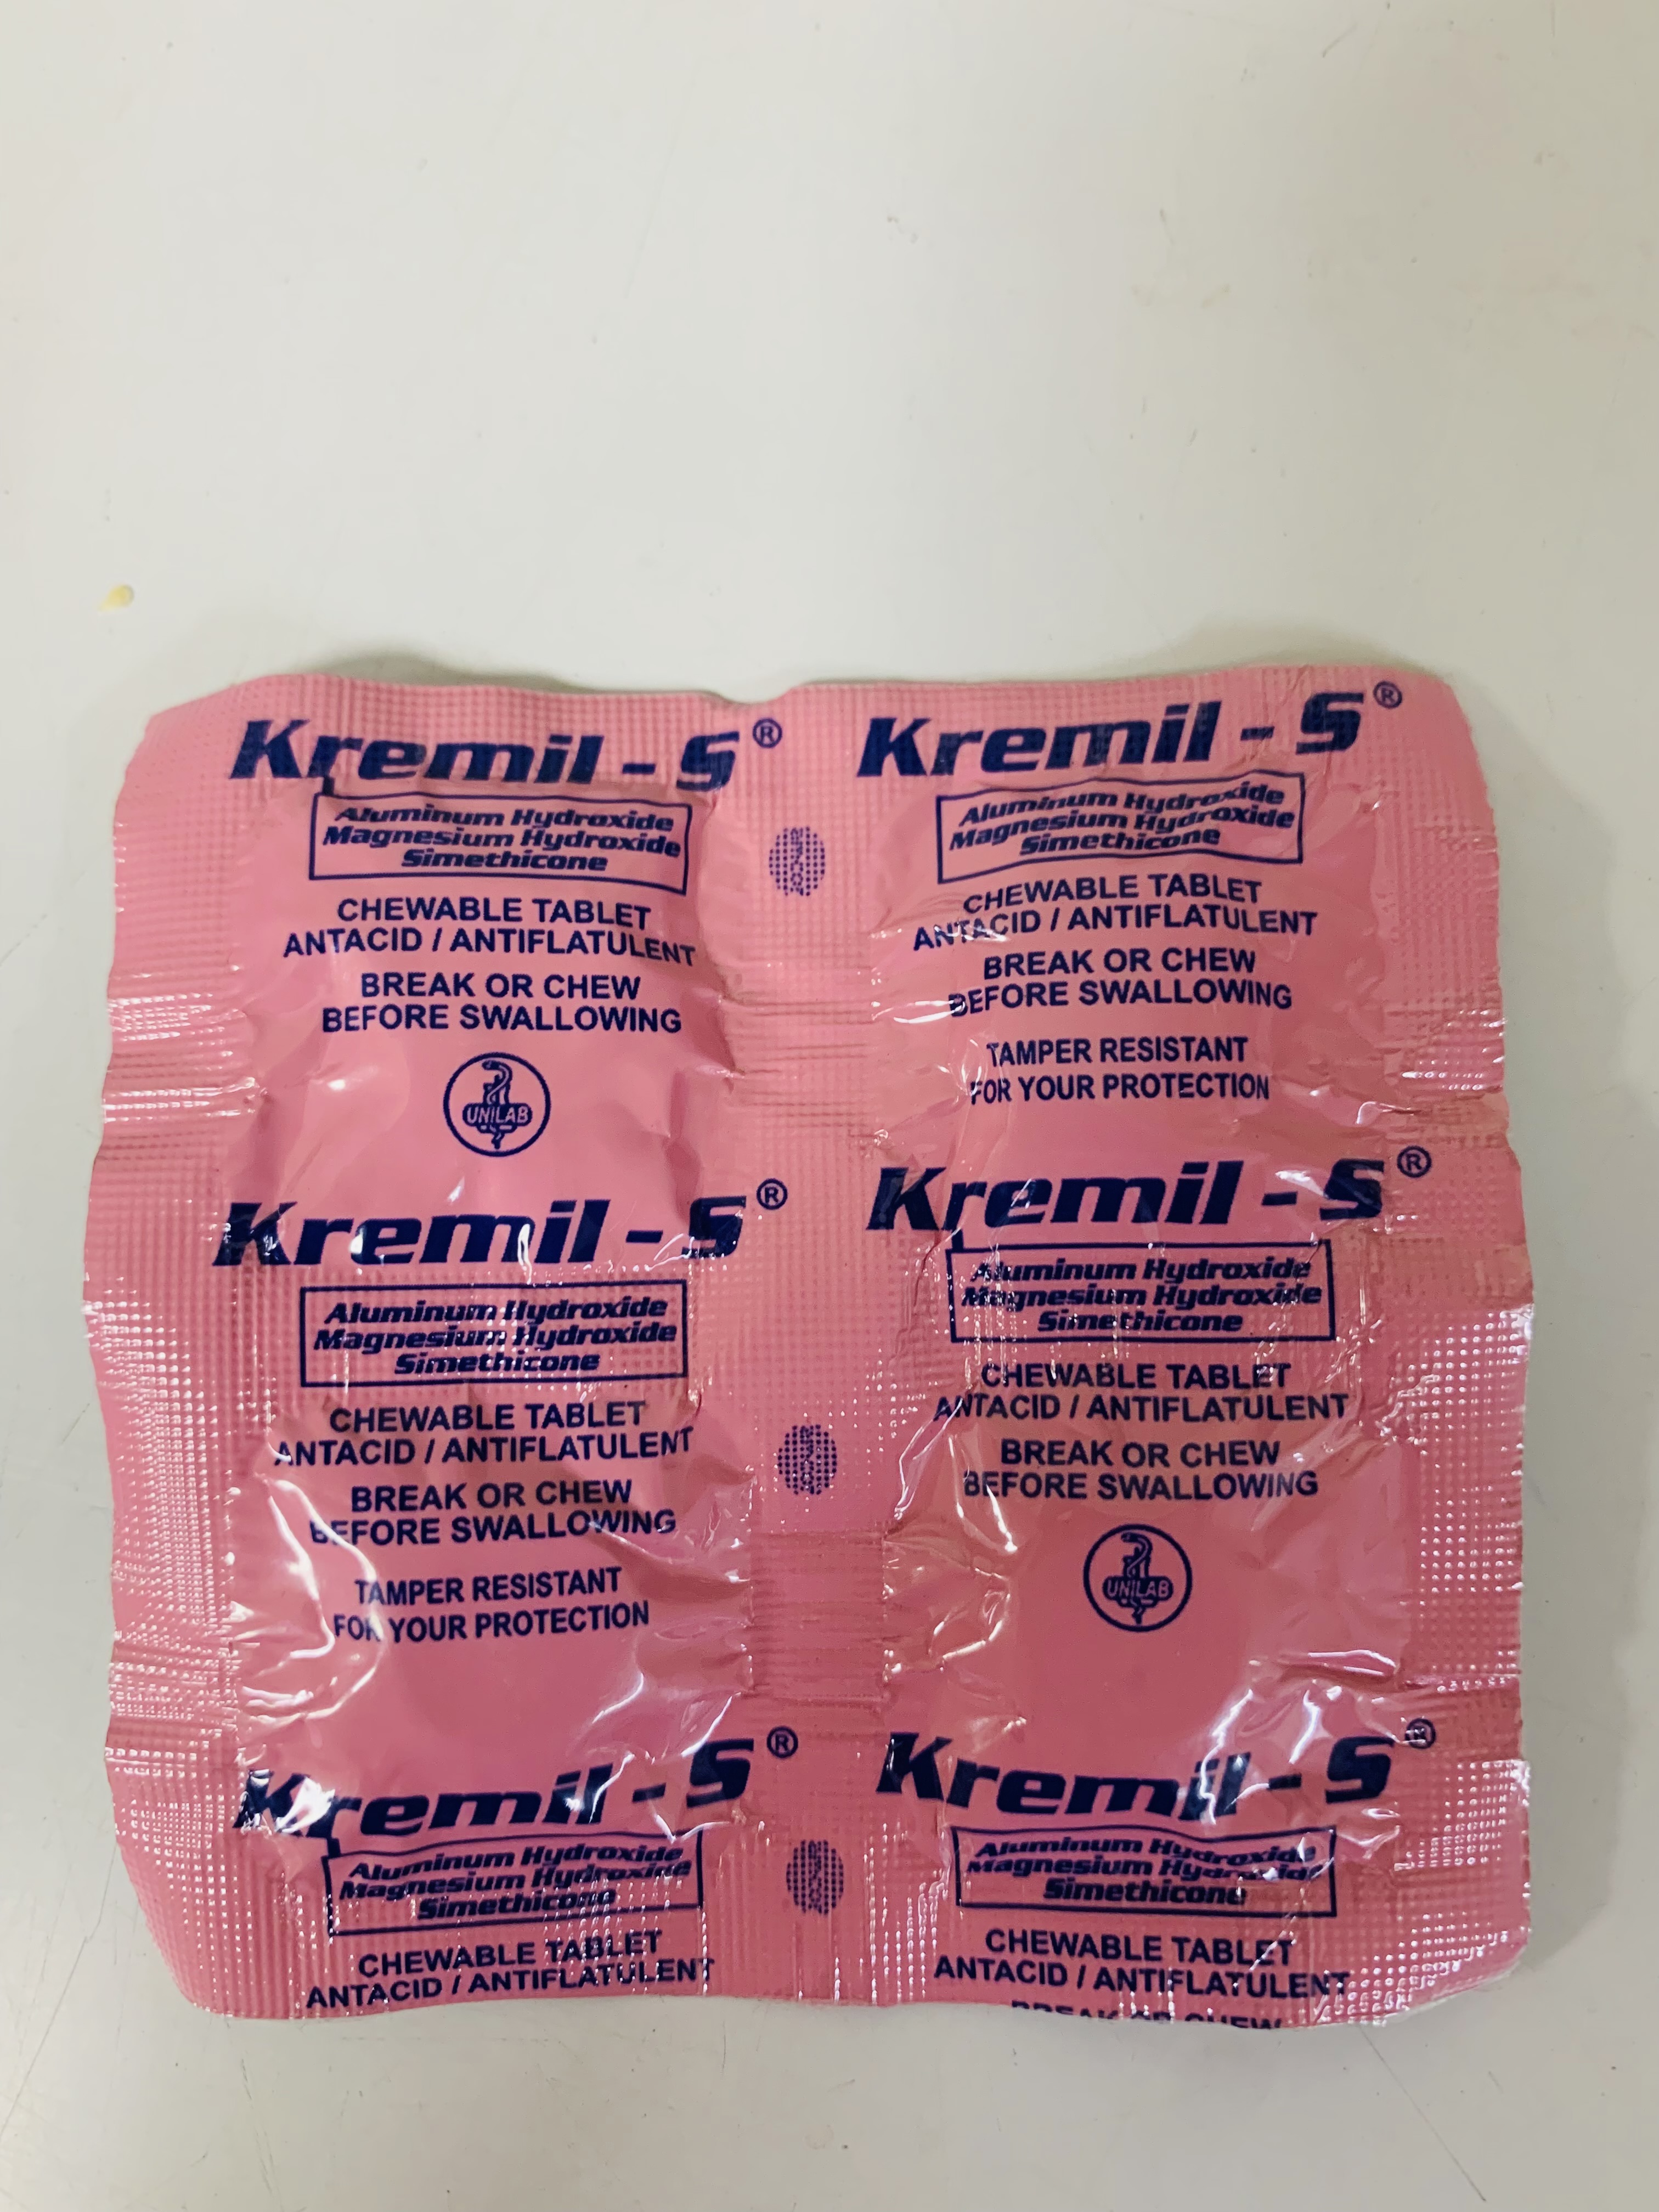 Kremil - S®
Aluminum Hydroxide
Magnesium Hydroxide
Simethicone
CHEWABLE TABLET
ANTACID / ANTIFLATULENT
BREAK OR CHEW
BEFORE SWALLOWING
UNILAB
Kremil - S®
Aluminum Hydroxide
Magnesium Hydroxide
Simethicone
CHEWABLE TABLET
ANTACID / ANTIFLATULENT
BREAK OR CHEW
BEFORE SWALLOWING
TAMPER RESISTANT
FOR YOUR PROTECTION
Kremil - S®
Aluminum Hydroxide
Magnesium Hydroxide
Simethicone
CHEWABLE TABLET
ANTACID / ANTIFLATULENT
BREAK OR CHEW
BEFORE SWALLOWING
TAMPER RESISTANT
FOR YOUR PROTECTION
Kremil - S®
Aluminum Hydroxide
Magnesium Hydroxide
Simethicone
CHEWABLE TABLET
ANTACID / ANTIFLATULENT
BREAK OR CHEW
BEFORE SWALLOWING
UNILAB
Kremil - S®
Aluminum Hydroxide
Magnesium Hydroxide
Simethicone
CHEWABLE TABLET
ANTACID / ANTIFLATULENT
Kremil - S®
Aluminum Hydroxide
Magnesium Hydroxide
Simethicone
CHEWABLE TABLET
ANTACID / ANTIFLATULENT
BREAK OR CHEW